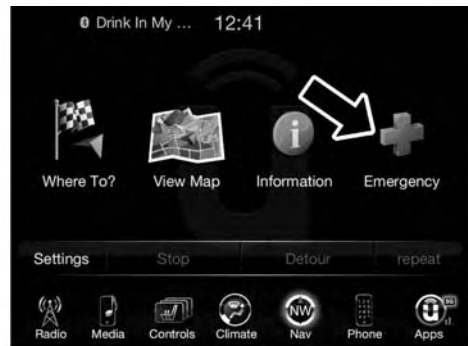 Drink In My ... 12:41
Where To? View Map Information Emergency
Settings Stop Detour repeat
NW
3G
Radio Media Controls Climate Nav Phone Apps